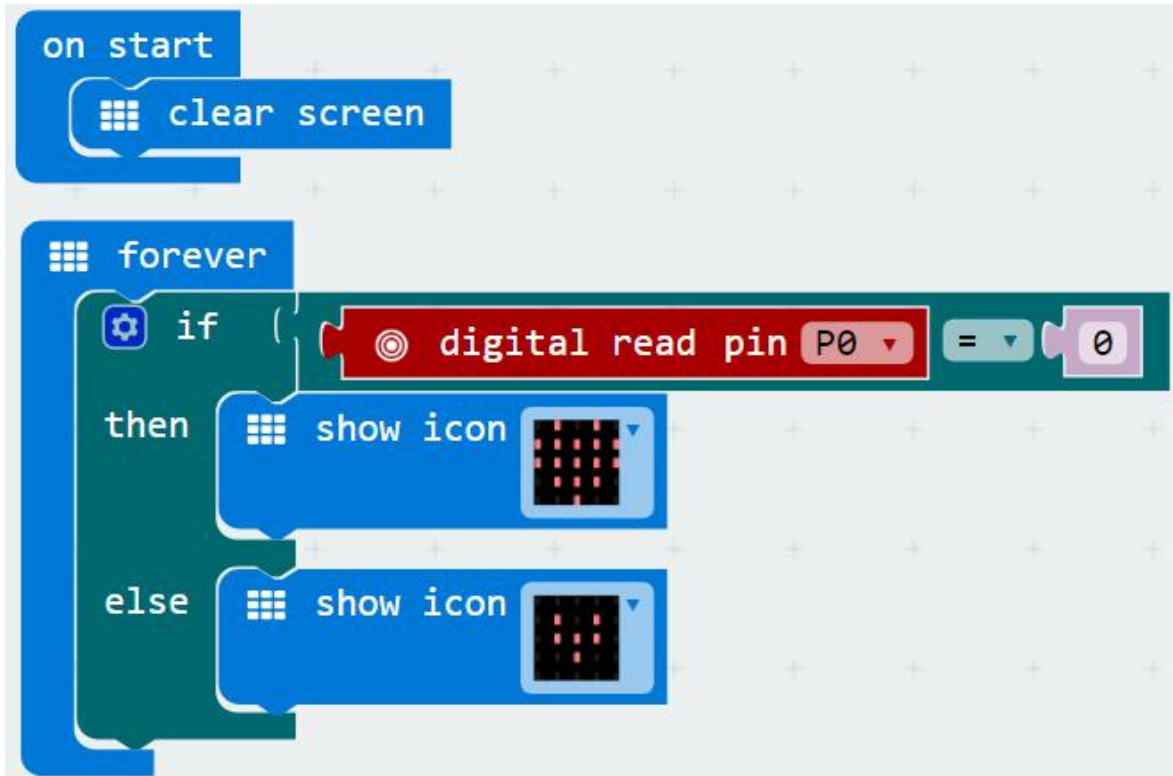 on start
clear screen
forever
if digital read pin P0 = 0
then show icon
else show icon